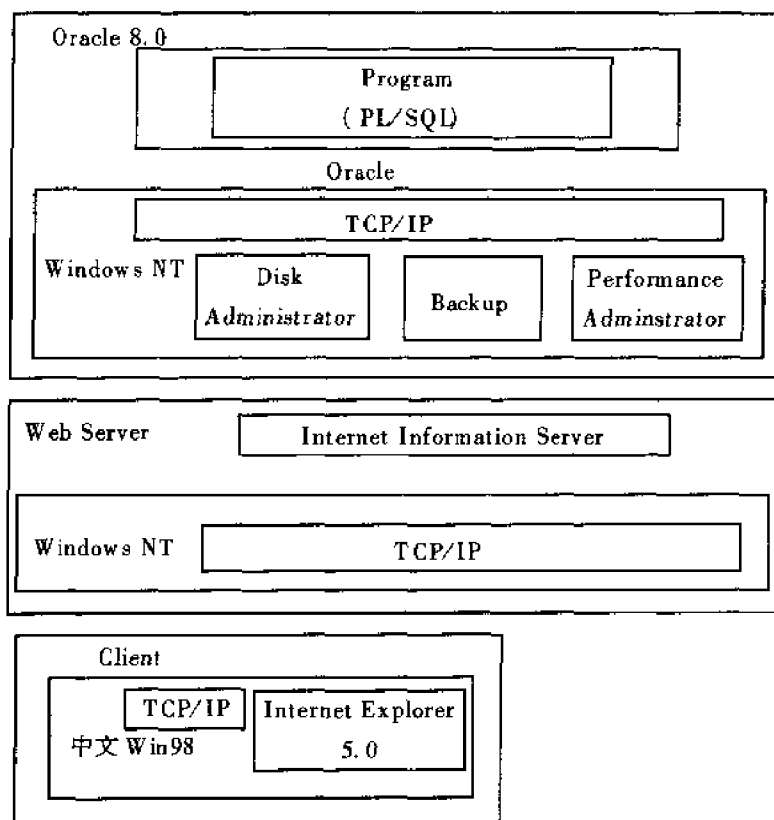 Oracle 8.0
Program
( PL/SQL)
Oracle
TCP/IP
Windows NT
Disk
Administrator
Backup
Performance
Adminstrator
Web Server
Internet Information Server
Windows NT
TCP/IP
Client
TCP/IP
Internet Explorer
5.0
中文 Win98